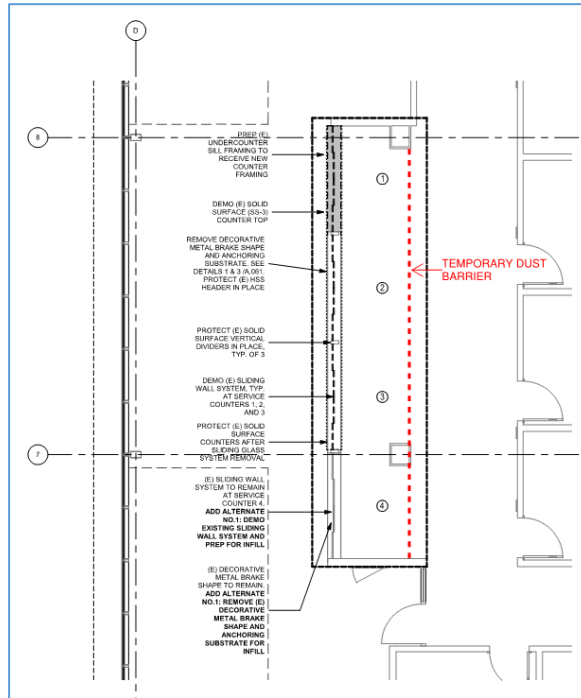 D
8
7
PREP (E)
UNDERCOUNTER
SILL FRAMING TO
RECEIVE NEW
COUNTER
FRAMING
DEMO (E) SOLID
SURFACE (SS-3)
COUNTER TOP
REMOVE DECORATIVE
METAL BRAKE SHAPE
AND ANCHORING
SUBSTRATE. SEE
DETAILS 1 & 3 /A.061.
PROTECT (E) HSS
HEADER IN PLACE
PROTECT (E) SOLID
SURFACE VERTICAL
DIVIDERS IN PLACE,
TYP. OF 3
DEMO (E) SLIDING
WALL SYSTEM, TYP.
AT SERVICE
COUNTERS 1, 2,
AND 3
PROTECT (E) SOLID
SURFACE
COUNTERS AFTER
SLIDING GLASS
SYSTEM REMOVAL
(E) SLIDING WALL
SYSTEM TO REMAIN
AT SERVICE
COUNTER 4.
ADD ALTERNATE
NO.1: DEMO
EXISTING SLIDING
WALL SYSTEM AND
PREP FOR INFILL
(E) DECORATIVE
METAL BRAKE
SHAPE TO REMAIN.
ADD ALTERNATE
NO.1: REMOVE (E)
DECORATIVE
METAL BRAKE
SHAPE AND
ANCHORING
SUBSTRATE FOR
INFILL
1
2
3
4
TEMPORARY DUST
BARRIER